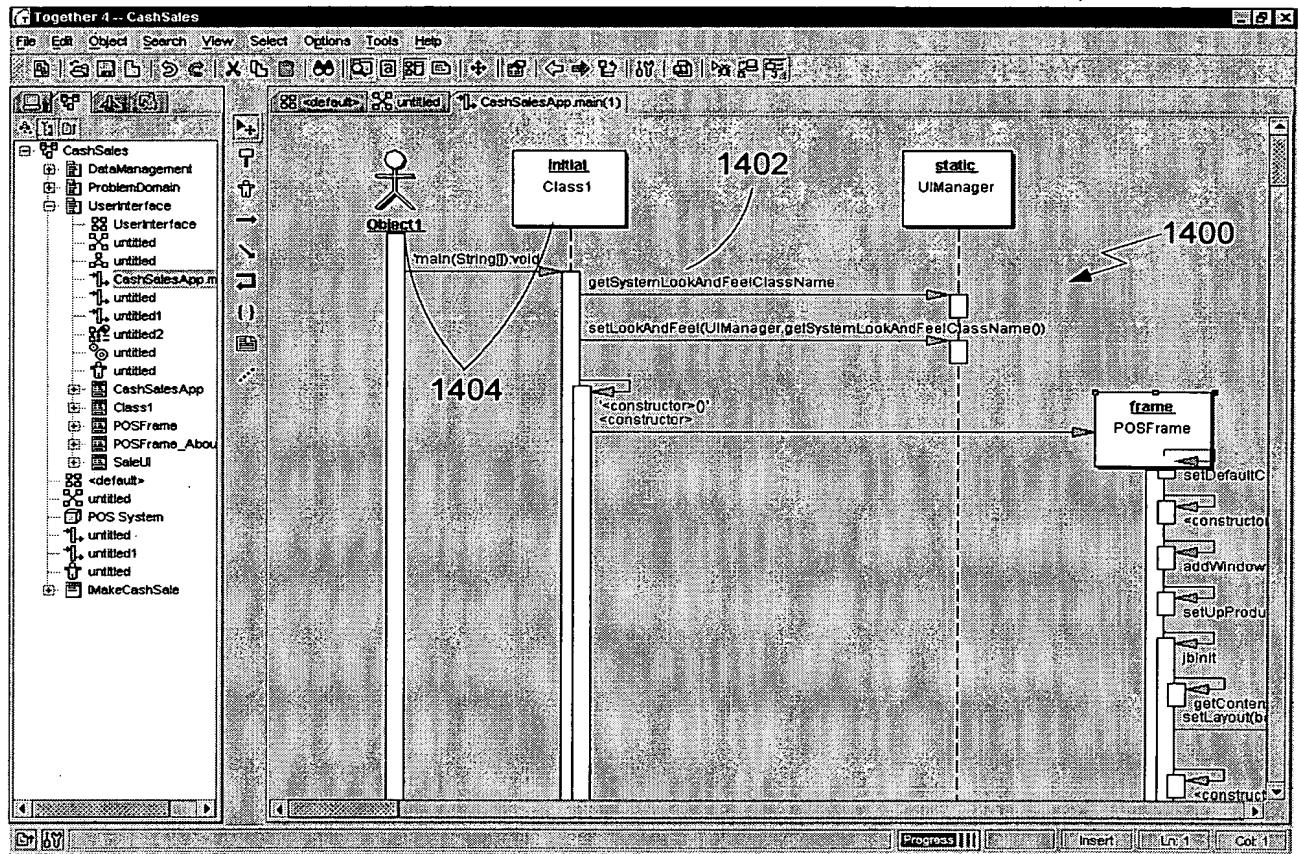 Together 4 -- CashSales
File Edit Object Search View Select Options Tools Help
<default> untitled CashSalesApp.main(1)
CashSales
DataManagement
ProblemDomain
UserInterface
UserInterface
untitled
untitled
CashSalesApp.m
untitled
untitled1
untitled2
untitled
untitled
CashSalesApp
Class1
POSFrame
POSFrame_Abou
SaleUI
<default>
untitled
POS System
untitled
untitled1
untitled
IMakeCashSale
Object1
initial
Class1
1402
static
UIManager
1400
'main(String[]):void
getSystemLookAndFeelClassName
setLookAndFeel(UIManager.getSystemLookAndFeelClassName())
1404
'<constructor>()'
<constructor>
frame
POSFrame
setDefaultC
<constructor
addWindow
setUpProdu
jbInit
getConten
setLayout(b
<construct
Progress Insert Ln: 1 Col: 1